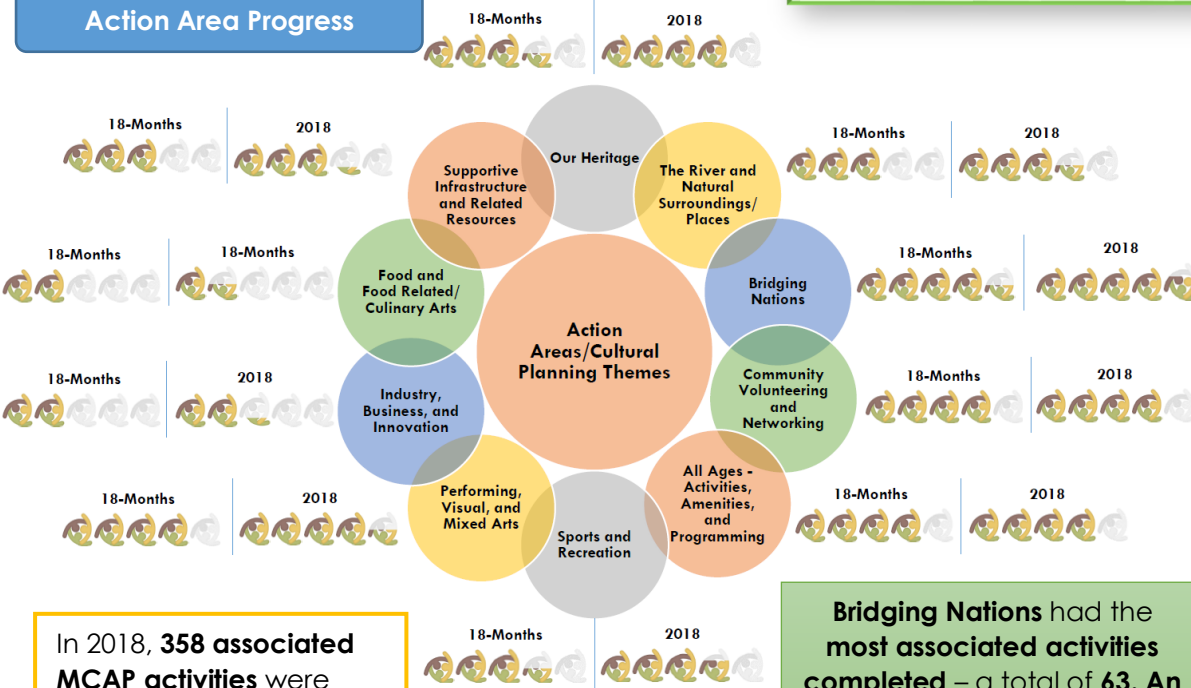 Action Area Progress
18-Months
2018
18-Months
2018
18-Months
2018
Our Heritage
Supportive
Infrastructure
and Related
Resources
The River and
Natural
Surroundings/
Places
18-Months
18-Months
18-Months
2018
Food and
Food Related/
Culinary Arts
Bridging
Nations
Action
Areas/Cultural
Planning Themes
18-Months
2018
18-Months
2018
Industry,
Business, and
Innovation
Community
Volunteering
and
Networking
18-Months
2018
18-Months
2018
Performing,
Visual, and
Mixed Arts
Sports and
Recreation
All Ages -
Activities,
Amenities,
and
Programming
18-Months
2018
In 2018, 358 associated
MCAP activities were
Bridging Nations had the
most associated activities
completed – a total of 63. An